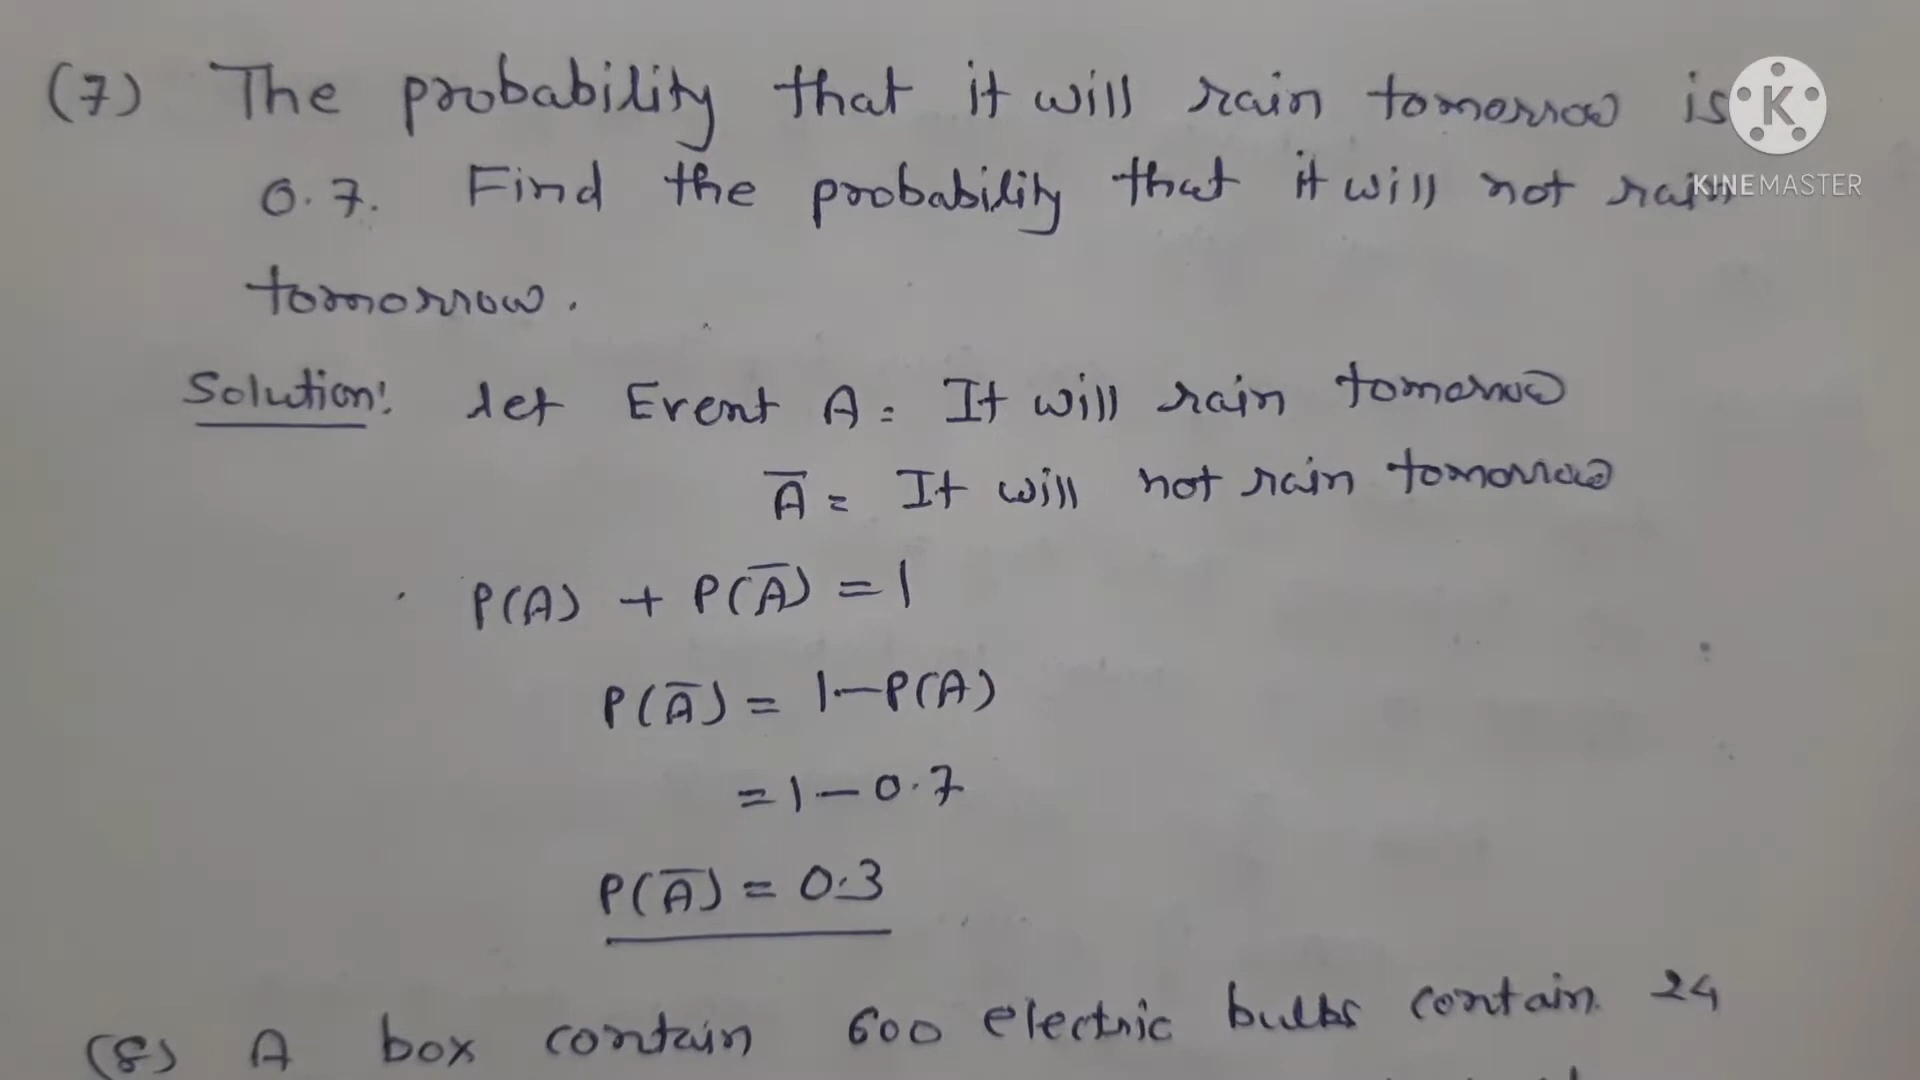 (7) The probability that it will rain tomorrow is
0.7. Find the probability that it will not rain
tomorrow.
Solution: Let Event A = It will rain tomorrow
A̅ = It will not rain tomorrow
P(A) + P(A̅) = 1
P(A̅) = 1 - P(A)
= 1 - 0.7
P(A̅) = 0.3
(8) A box contain 600 electric bulbs contain 24
KINEMASTER